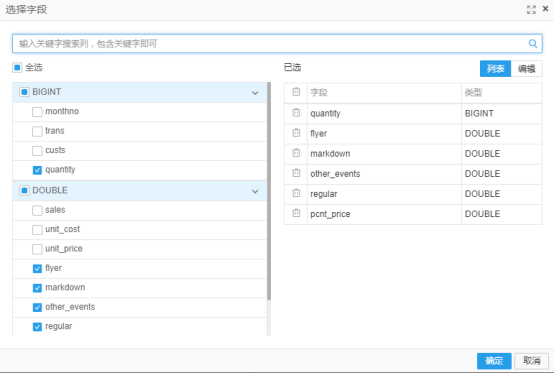 选择字段
输入关键字搜索列，包含关键字即可
全选
BIGINT
monthno
trans
custs
quantity
DOUBLE
sales
unit_cost
unit_price
flyer
markdown
other_events
regular
已选
列表 编辑
字段 类型
quantity BIGINT
flyer DOUBLE
markdown DOUBLE
other_events DOUBLE
regular DOUBLE
pcnt_price DOUBLE
确定 取消